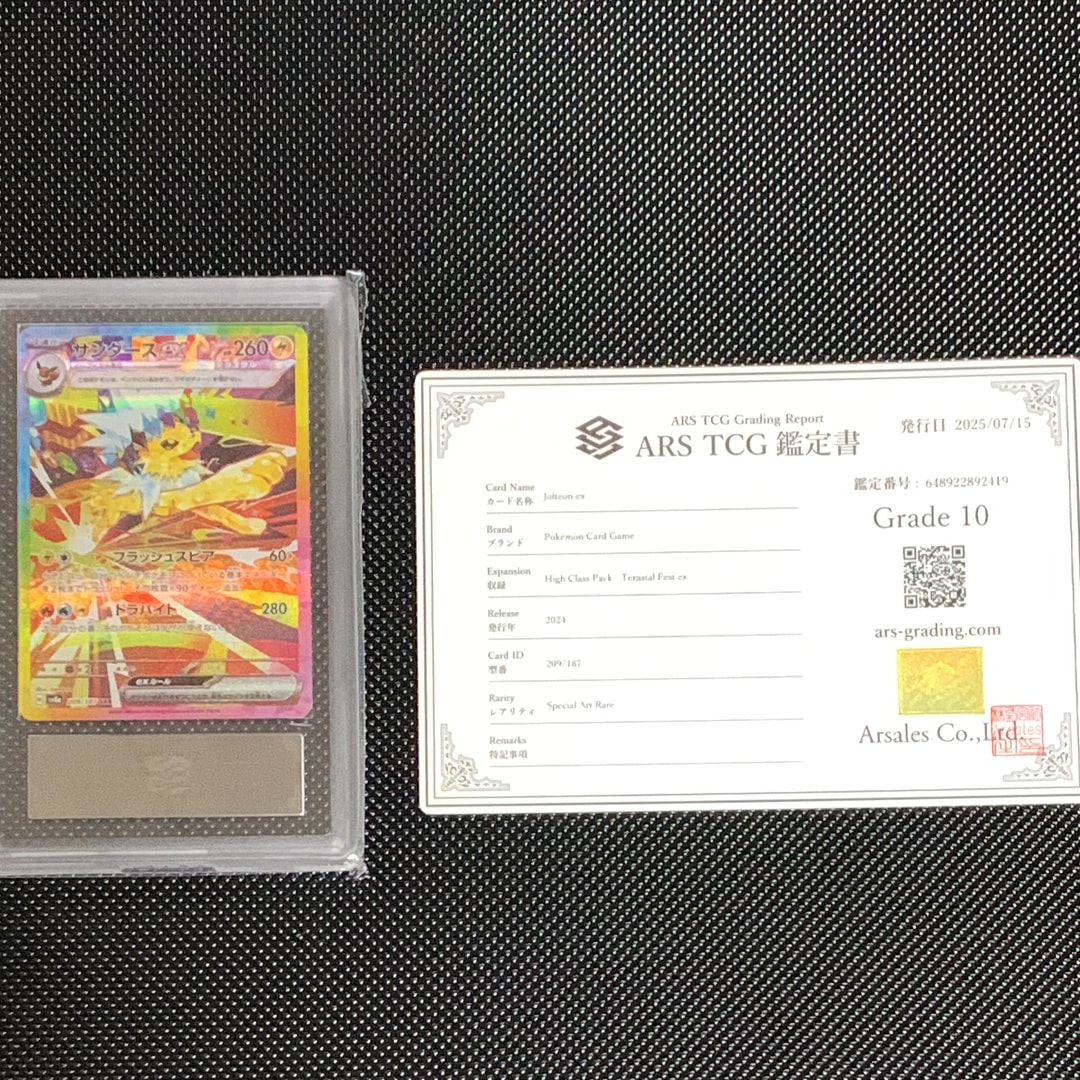 サンダース ex
260
フラッシュスピア 60
ドラバイト 280
exルール
ARS TCG Grading Report
ARS TCG 鑑定書
発行日 2025/07/15
鑑定番号 : 648922892419
Grade 10
ars-grading.com
Arsales Co.,Ltd.
Card Name
カード名称 Jolteon ex
Brand
ブランド Pokémon Card Game
Expansion
収録 High Class Pack Terastal Fest ex
Release
発行年 2024
Card ID
型番 209/187
Rarity
レアリティ Special Art Rare
Remarks
特記事項